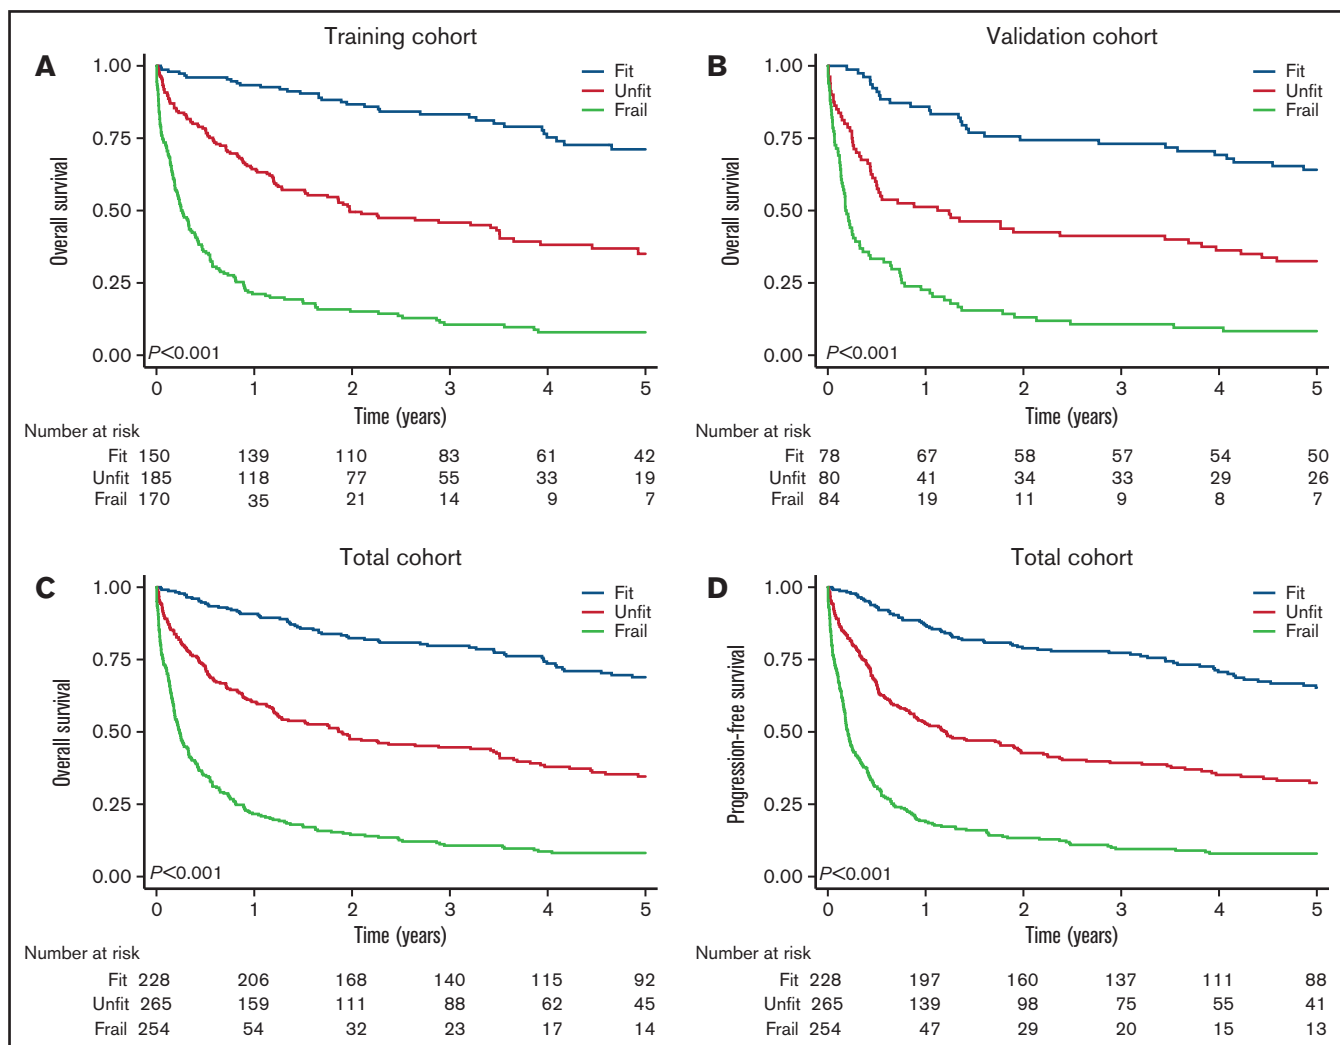 A
Training cohort
1.00
0.75
0.50
0.25
0.00
Overall survival
Fit
Unfit
Frail
P<0.001
0 1 2 3 4 5
Time (years)
Number at risk
Fit 150 139 110 83 61 42
Unfit 185 118 77 55 33 19
Frail 170 35 21 14 9 7
B
Validation cohort
1.00
0.75
0.50
0.25
0.00
Overall survival
Fit
Unfit
Frail
P<0.001
0 1 2 3 4 5
Time (years)
Number at risk
Fit 78 67 58 57 54 50
Unfit 80 41 34 33 29 26
Frail 84 19 11 9 8 7
C
Total cohort
1.00
0.75
0.50
0.25
0.00
Overall survival
Fit
Unfit
Frail
P<0.001
0 1 2 3 4 5
Time (years)
Number at risk
Fit 228 206 168 140 115 92
Unfit 265 159 111 88 62 45
Frail 254 54 32 23 17 14
D
Total cohort
1.00
0.75
0.50
0.25
0.00
Progression-free survival
Fit
Unfit
Frail
P<0.001
0 1 2 3 4 5
Time (years)
Number at risk
Fit 228 197 160 137 111 88
Unfit 265 139 98 75 55 41
Frail 254 47 29 20 15 13